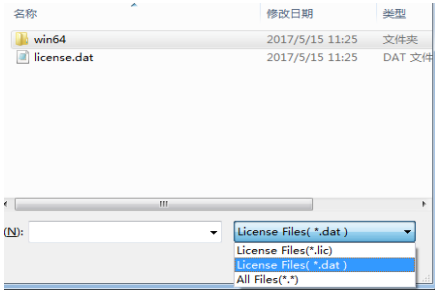 名称 修改日期 类型
win64 2017/5/15 11:25 文件夹
license.dat 2017/5/15 11:25 DAT 文件
(N): License Files( *.dat )
License Files(*.lic)
License Files( *.dat )
All Files(*.*)